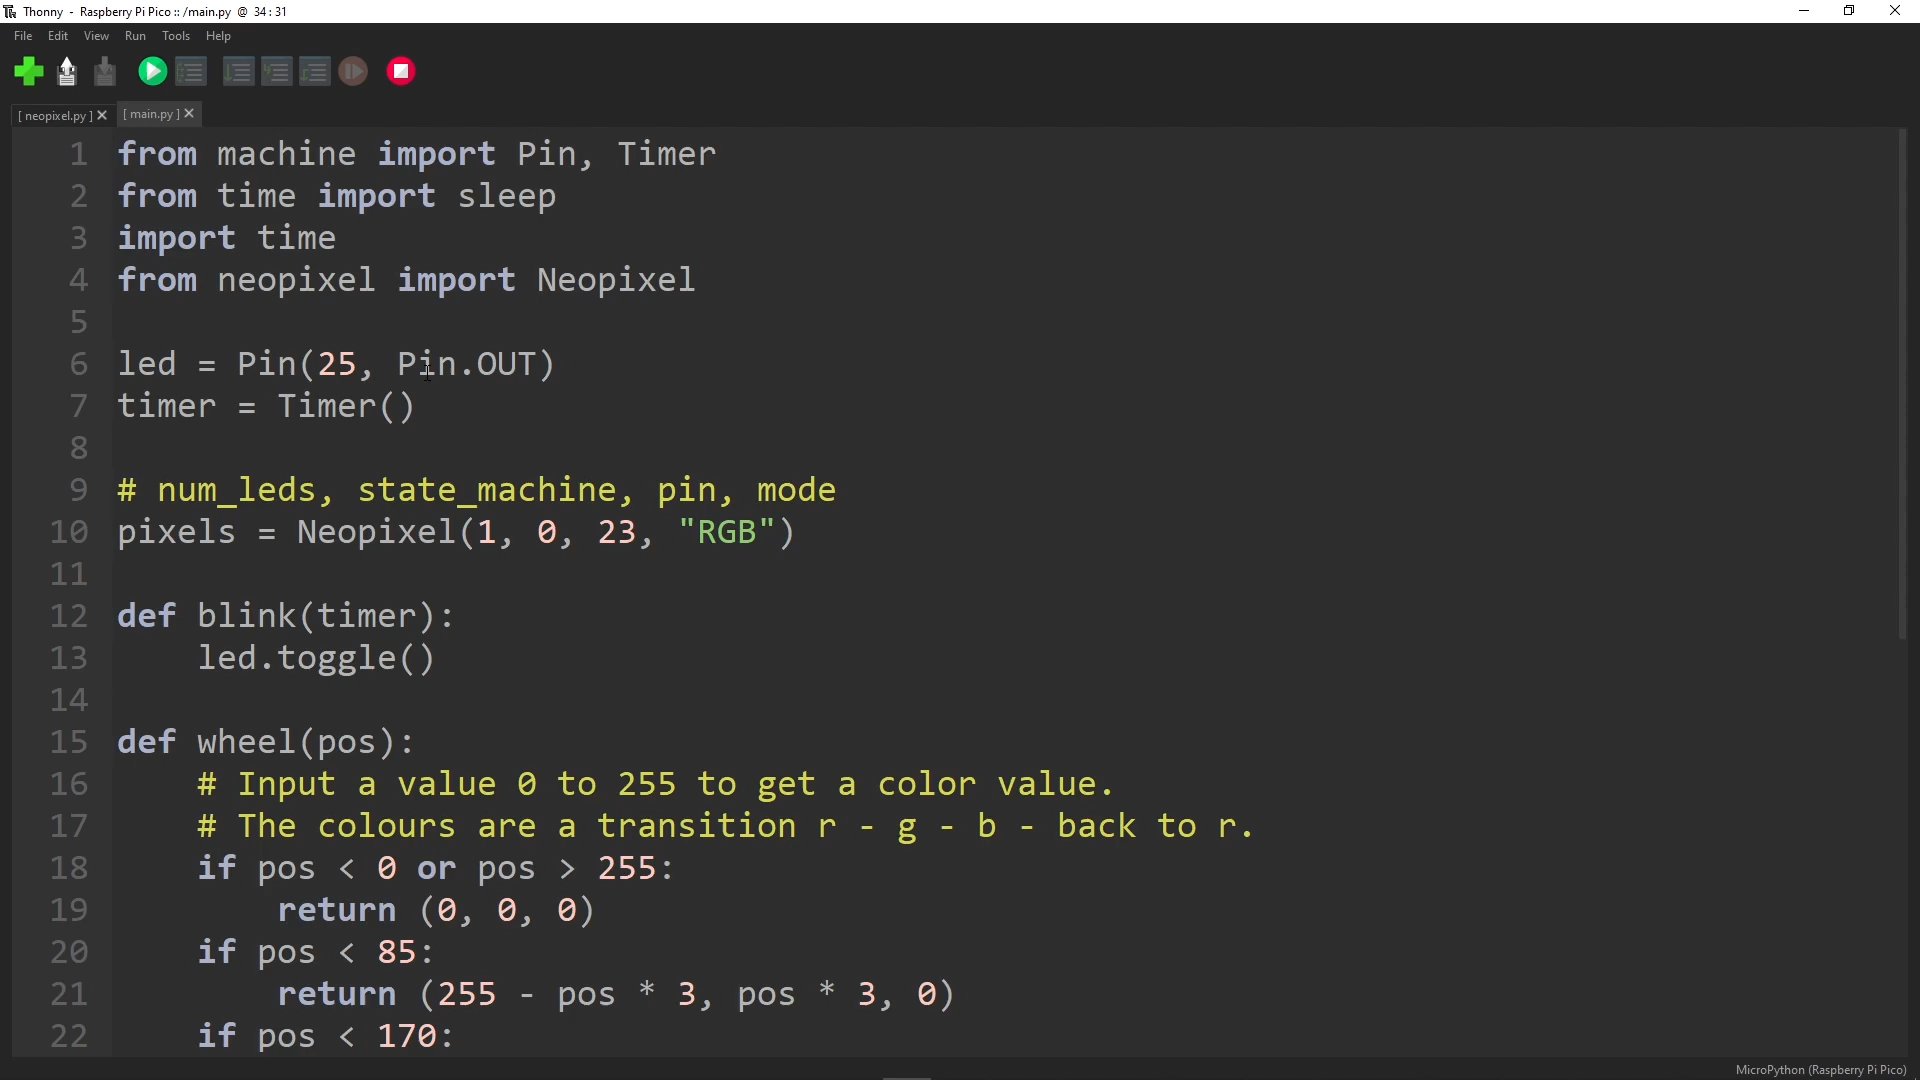 Thonny - Raspberry Pi Pico :: /main.py @ 34 : 31
File Edit View Run Tools Help
[ neopixel.py ] [ main.py ]
1 from machine import Pin, Timer
2 from time import sleep
3 import time
4 from neopixel import Neopixel
5
6 led = Pin(25, Pin.OUT)
7 timer = Timer()
8
9 # num_leds, state_machine, pin, mode
10 pixels = Neopixel(1, 0, 23, "RGB")
11
12 def blink(timer):
13     led.toggle()
14
15 def wheel(pos):
16     # Input a value 0 to 255 to get a color value.
17     # The colours are a transition r - g - b - back to r.
18     if pos < 0 or pos > 255:
19         return (0, 0, 0)
20     if pos < 85:
21         return (255 - pos * 3, pos * 3, 0)
22     if pos < 170:
MicroPython (Raspberry Pi Pico)